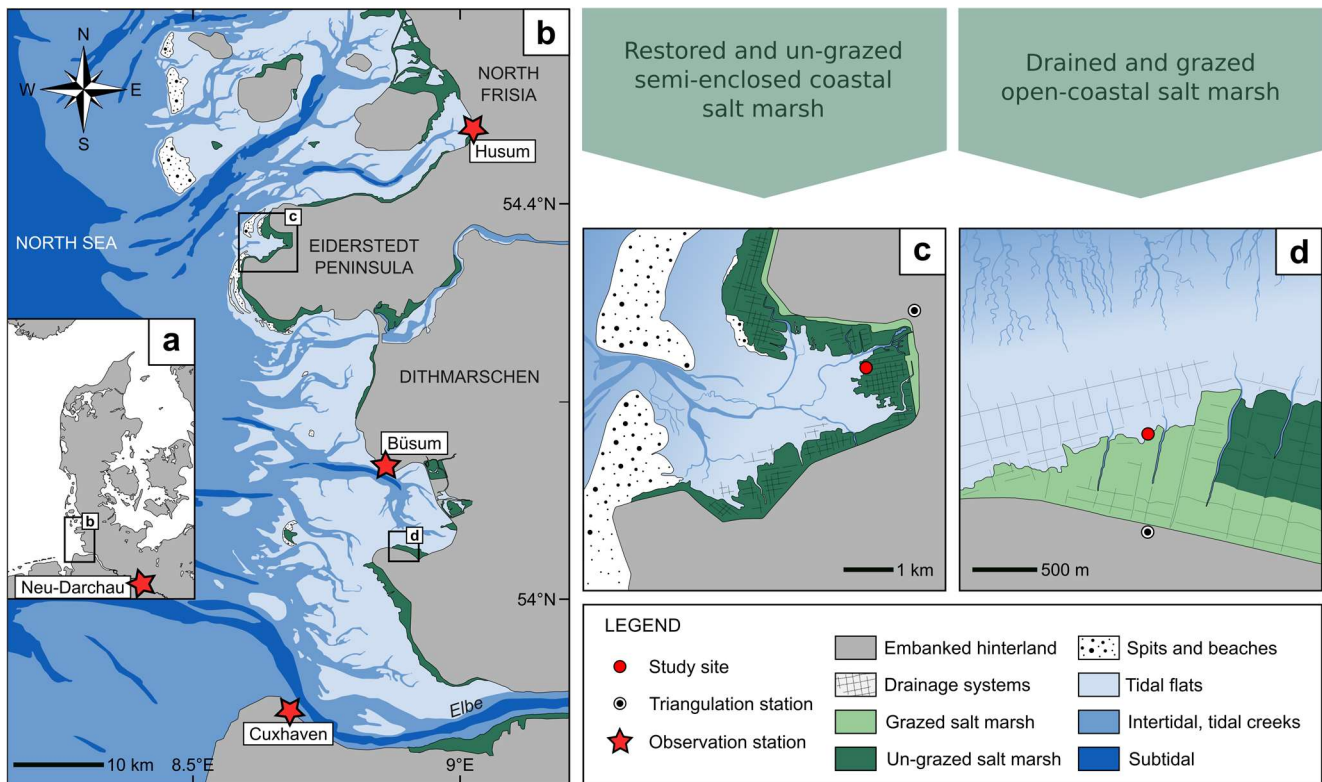 b
N
W
E
S
NORTH
FRISIA
Husum
54.4°N
c
NORTH SEA
EIDERSTEDT
PENINSULA
a
b
Neu-Darchau
DITHMARSCHEN
Büsum
d
54°N
Elbe
Cuxhaven
10 km
8.5°E
9°E
Restored and un-grazed
semi-enclosed coastal
salt marsh
Drained and grazed
open-coastal salt marsh
c
1 km
d
500 m
LEGEND
Study site
Triangulation station
Observation station
Embanked hinterland
Drainage systems
Grazed salt marsh
Un-grazed salt marsh
Spits and beaches
Tidal flats
Intertidal, tidal creeks
Subtidal